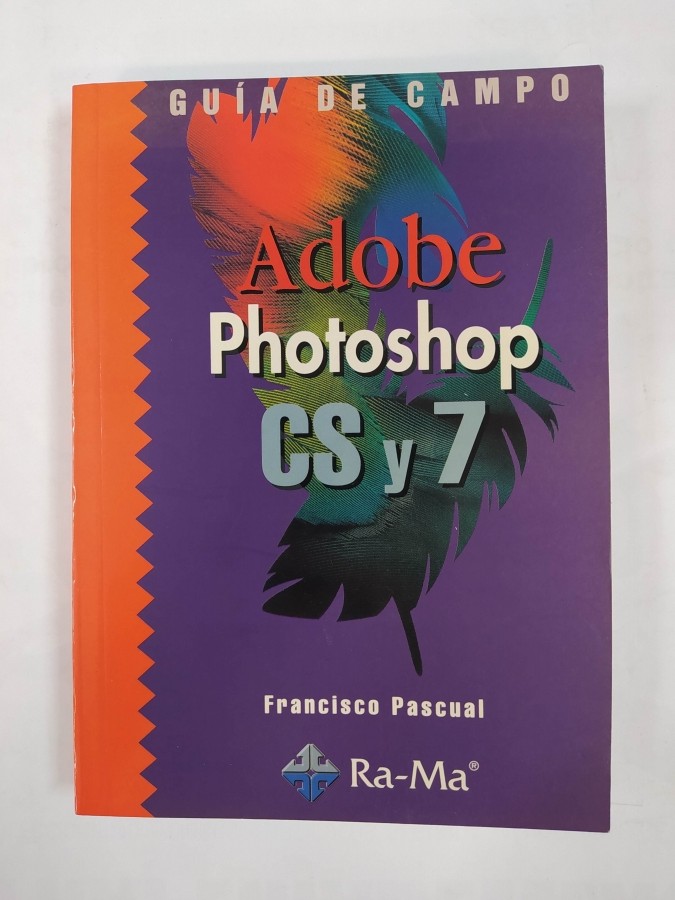 GUÍA DE CAMPO
Adobe
Photoshop
CS y 7
Francisco Pascual
Ra-Ma®